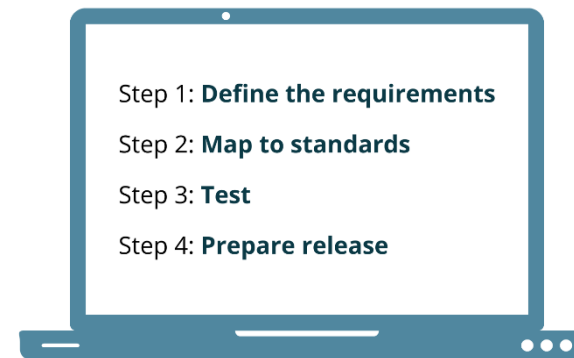 Step 1: Define the requirements
Step 2: Map to standards
Step 3: Test
Step 4: Prepare release